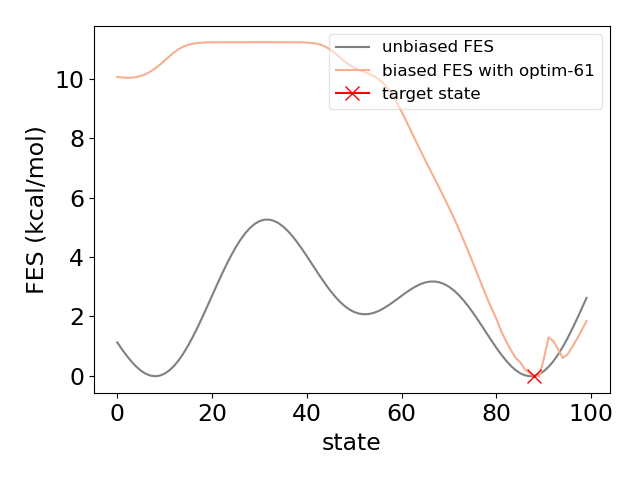 unbiased FES
biased FES with optim-61
target state
FES (kcal/mol)
10
8
6
4
2
0
0 20 40 60 80 100
state